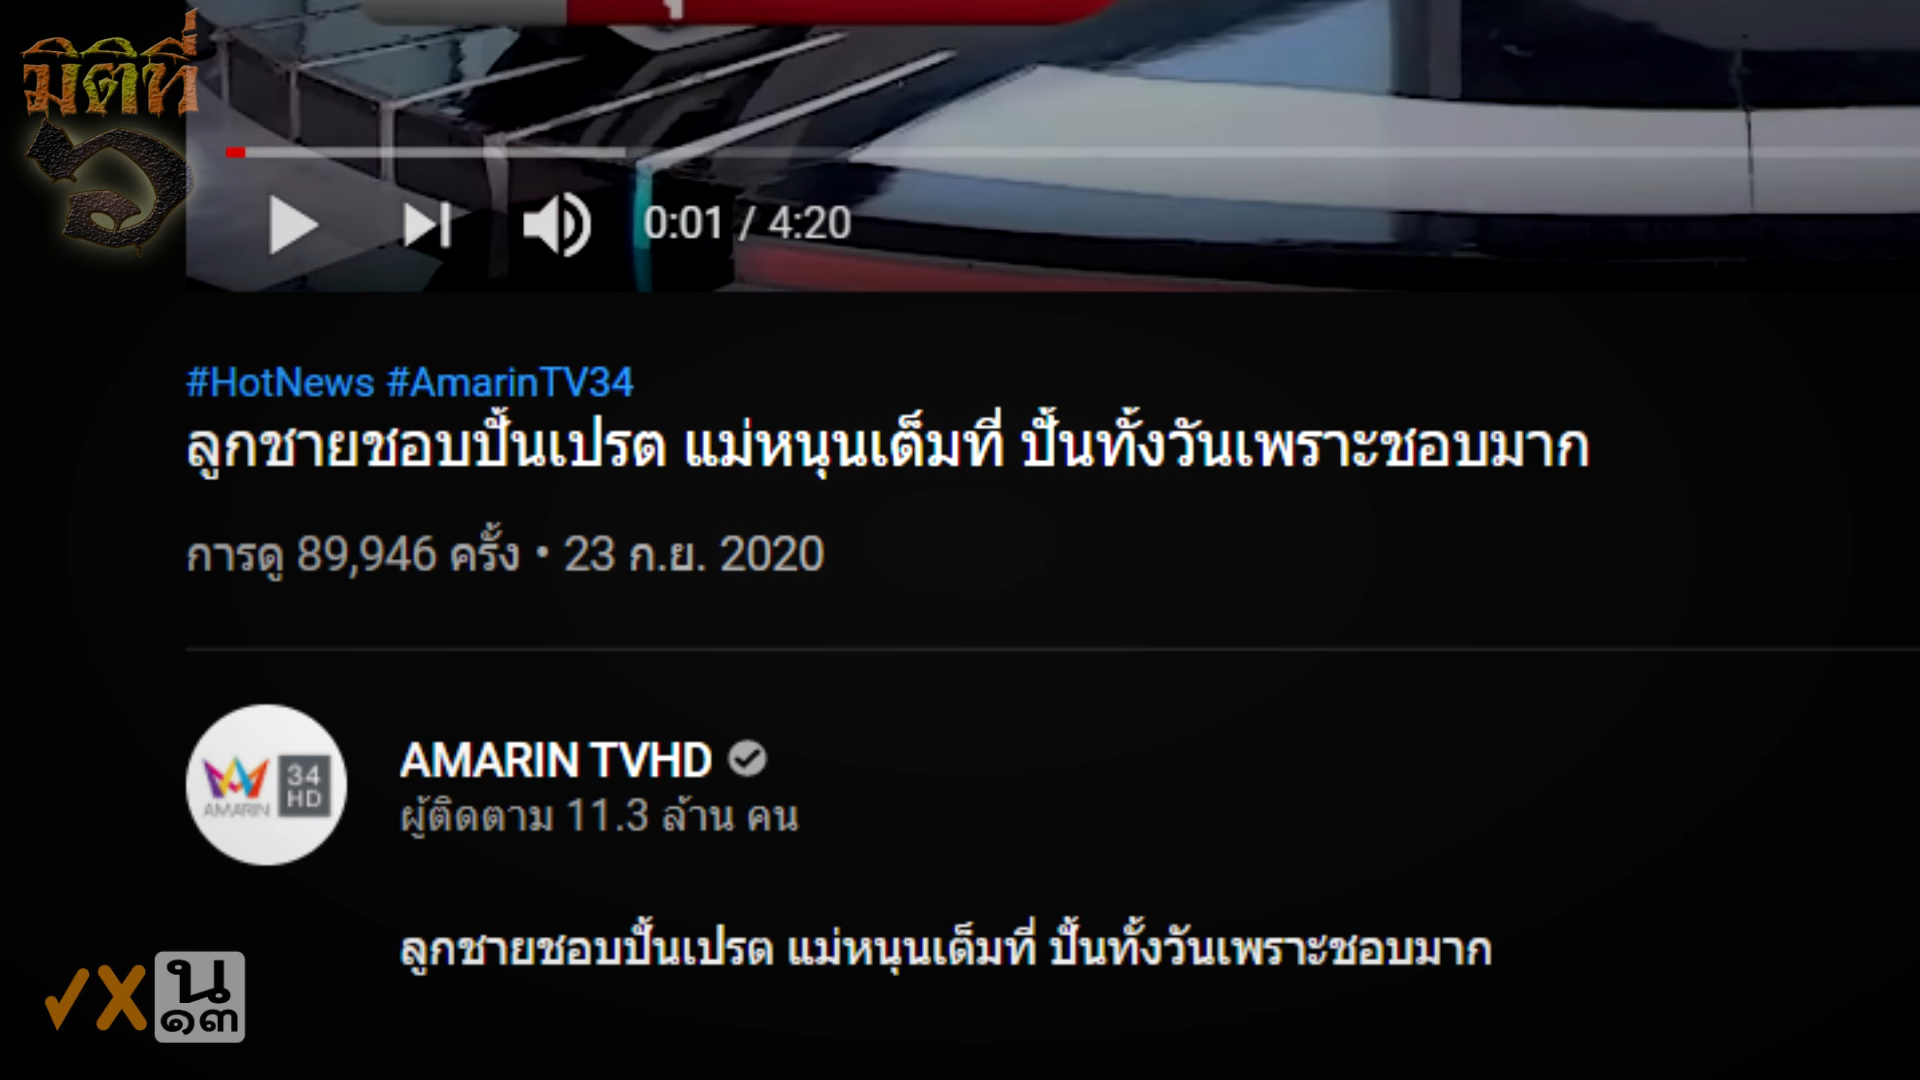 มิติที่
๖
0:01 / 4:20
#HotNews #AmarinTV34
ลูกชายชอบปั้นเปรต แม่หนุนเต็มที่ ปั้นทั้งวันเพราะชอบมาก
การดู 89,946 ครั้ง • 23 ก.ย. 2020
AMARIN
34
HD
AMARIN TVHD
ผู้ติดตาม 11.3 ล้าน คน
ลูกชายชอบปั้นเปรต แม่หนุนเต็มที่ ปั้นทั้งวันเพราะชอบมาก
✓X น
๑๓